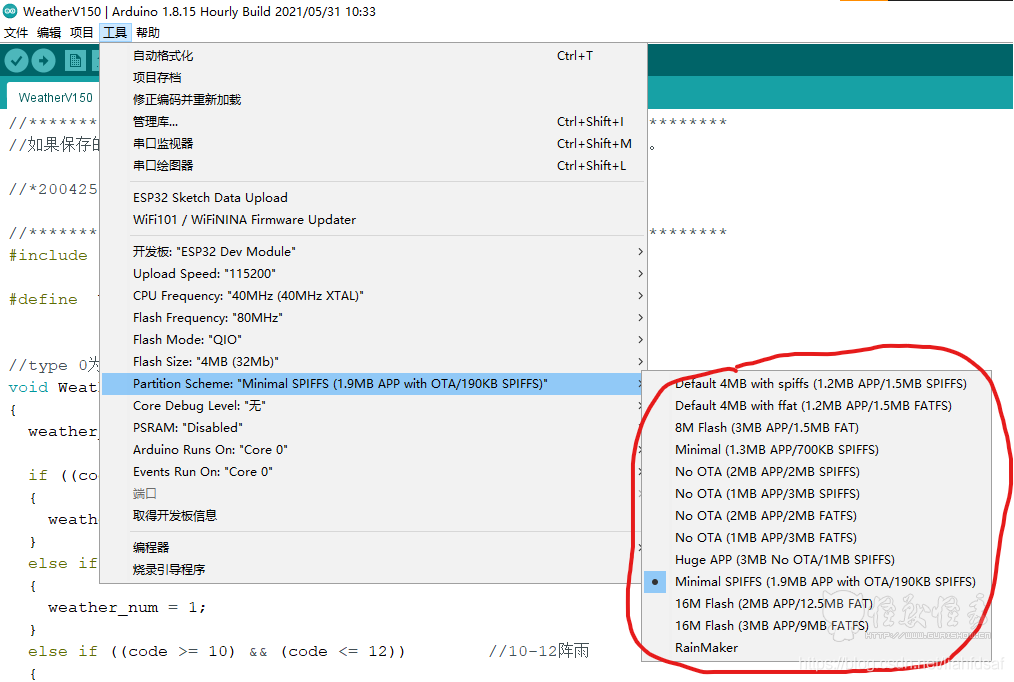 WeatherV150 | Arduino 1.8.15 Hourly Build 2021/05/31 10:33
文件 编辑 项目 工具 帮助
自动格式化 Ctrl+T
项目存档
修正编码并重新加载
管理库... Ctrl+Shift+I
串口监视器 Ctrl+Shift+M
串口绘图器 Ctrl+Shift+L
ESP32 Sketch Data Upload
WiFi101 / WiFiNINA Firmware Updater
开发板: "ESP32 Dev Module"
Upload Speed: "115200"
CPU Frequency: "40MHz (40MHz XTAL)"
Flash Frequency: "80MHz"
Flash Mode: "QIO"
Flash Size: "4MB (32Mb)"
Partition Scheme: "Minimal SPIFFS (1.9MB APP with OTA/190KB SPIFFS)"
Core Debug Level: "无"
PSRAM: "Disabled"
Arduino Runs On: "Core 0"
Events Run On: "Core 0"
端口
取得开发板信息
编程器
烧录引导程序
Default 4MB with spiffs (1.2MB APP/1.5MB SPIFFS)
Default 4MB with ffat (1.2MB APP/1.5MB FATFS)
8M Flash (3MB APP/1.5MB FAT)
Minimal (1.3MB APP/700KB SPIFFS)
No OTA (2MB APP/2MB SPIFFS)
No OTA (1MB APP/3MB SPIFFS)
No OTA (2MB APP/2MB FATFS)
No OTA (1MB APP/3MB FATFS)
Huge APP (3MB No OTA/1MB SPIFFS)
Minimal SPIFFS (1.9MB APP with OTA/190KB SPIFFS)
16M Flash (2MB APP/12.5MB FAT)
16M Flash (3MB APP/9MB FATFS)
RainMaker
WeatherV150
//******* ********
//如果保存的 。
//*200425
//******* ********
#include
#define
//type 0为
void Weat
{
weather_
if ((co
{
weath
}
else if
{
weather_num = 1;
}
else if ((code >= 10) && (code <= 12)) //10-12阵雨
{